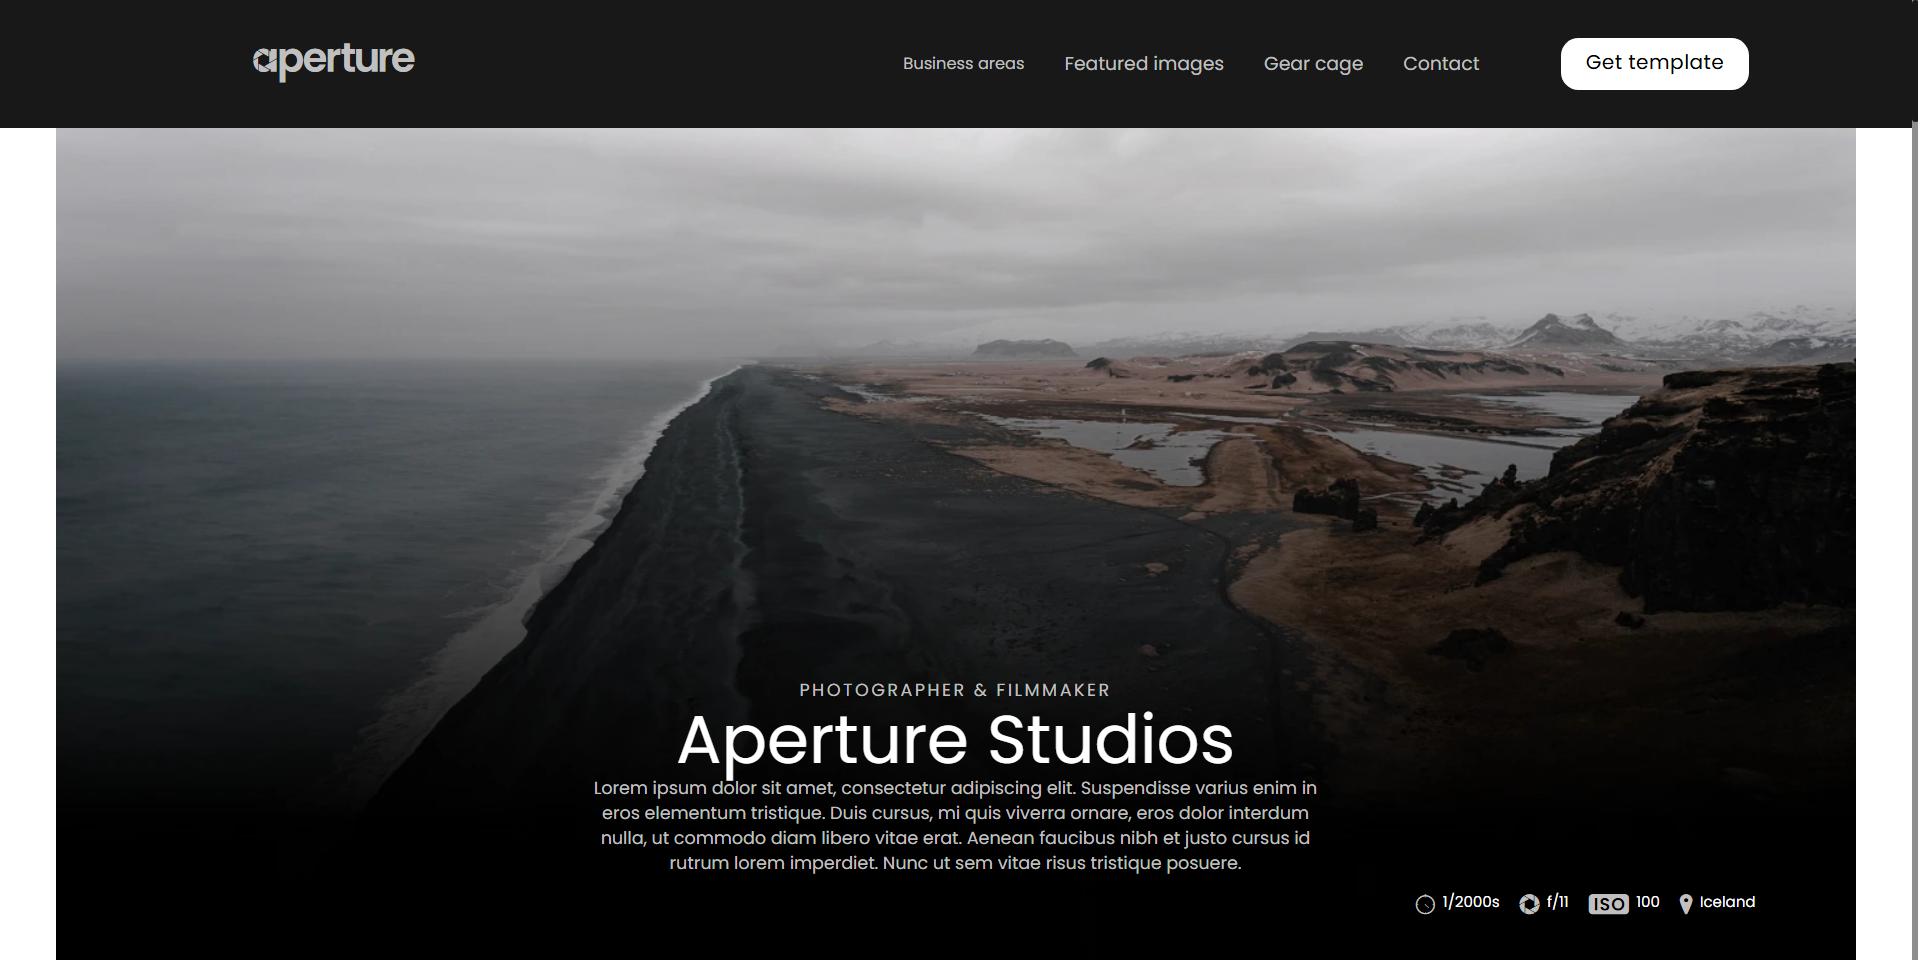 aperture
Business areas
Featured images
Gear cage
Contact
Get template
PHOTOGRAPHER & FILMMAKER
Aperture Studios
Lorem ipsum dolor sit amet, consectetur adipiscing elit. Suspendisse varius enim in
eros elementum tristique. Duis cursus, mi quis viverra ornare, eros dolor interdum
nulla, ut commodo diam libero vitae erat. Aenean faucibus nibh et justo cursus id
rutrum lorem imperdiet. Nunc ut sem vitae risus tristique posuere.
1/2000s
f/11
ISO 100
Iceland